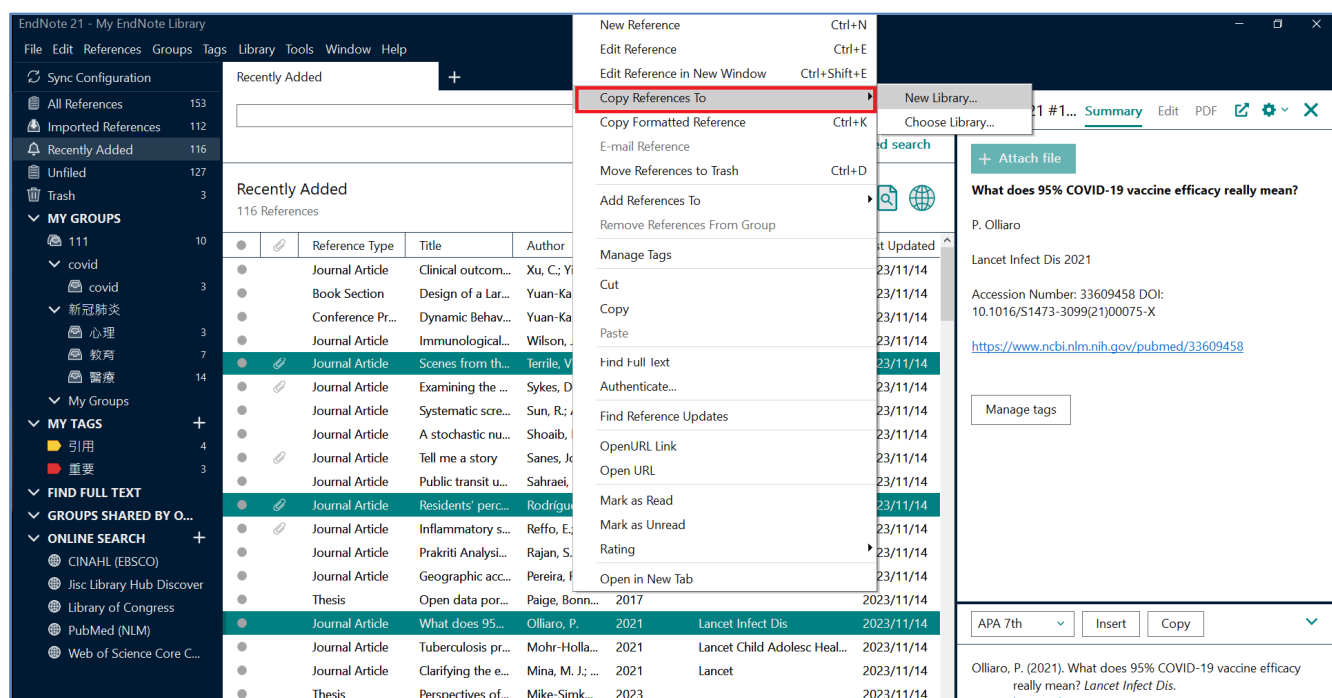 EndNote 21 - My EndNote Library
File Edit References Groups Tags Library Tools Window Help
Sync Configuration
All References 153
Imported References 112
Recently Added 116
Unfiled 127
Trash 3
MY GROUPS
111 10
covid
covid 3
新冠肺炎
心理 3
教育 7
醫療 14
My Groups
MY TAGS +
引用 4
重要 3
FIND FULL TEXT
GROUPS SHARED BY O...
ONLINE SEARCH +
CINAHL (EBSCO)
Jisc Library Hub Discover
Library of Congress
PubMed (NLM)
Web of Science Core C...
Recently Added +
search
Recently Added
116 References
Reference Type Title Author Updated
Journal Article Clinical outcom... Xu, C.; 23/11/14
Book Section Design of a Lar... Yuan-Ka 23/11/14
Conference Pr... Dynamic Behav... Yuan-Ka 23/11/14
Journal Article Immunological... Wilson, 23/11/14
Journal Article Scenes from th... Terrile, V 23/11/14
Journal Article Examining the ... Sykes, D 23/11/14
Journal Article Systematic scre... Sun, R.; 23/11/14
Journal Article A stochastic nu... Shoaib, 23/11/14
Journal Article Tell me a story Sanes, Jo 23/11/14
Journal Article Public transit u... Sahraei, 23/11/14
Journal Article Residents' perc... Rodrígu 23/11/14
Journal Article Inflammatory s... Reffo, E.; 23/11/14
Journal Article Prakriti Analysi... Rajan, S. 23/11/14
Journal Article Geographic acc... Pereira, 23/11/14
Thesis Open data por... Paige, Bonn... 2017 2023/11/14
Journal Article What does 95... Olliaro, P. 2021 Lancet Infect Dis 2023/11/14
Journal Article Tuberculosis pr... Mohr-Holla... 2021 Lancet Child Adolesc Heal... 2023/11/14
Journal Article Clarifying the e... Mina, M. J.; ... 2021 Lancet 2023/11/14
Thesis Perspectives of... Mike-Simk... 2023 2023/11/14
New Reference Ctrl+N
Edit Reference Ctrl+E
Edit Reference in New Window Ctrl+Shift+E
Copy References To
Copy Formatted Reference Ctrl+K
E-mail Reference
Move References to Trash Ctrl+D
Add References To
Remove References From Group
Manage Tags
Cut
Copy
Paste
Find Full Text
Authenticate...
Find Reference Updates
OpenURL Link
Open URL
Mark as Read
Mark as Unread
Rating
Open in New Tab
New Library...
Choose Library...
21 #1... Summary Edit PDF
+ Attach file
What does 95% COVID-19 vaccine efficacy really mean?
P. Olliaro
Lancet Infect Dis 2021
Accession Number: 33609458 DOI:
10.1016/S1473-3099(21)00075-X
https://www.ncbi.nlm.nih.gov/pubmed/33609458
Manage tags
APA 7th Insert Copy
Olliaro, P. (2021). What does 95% COVID-19 vaccine efficacy
really mean? Lancet Infect Dis.